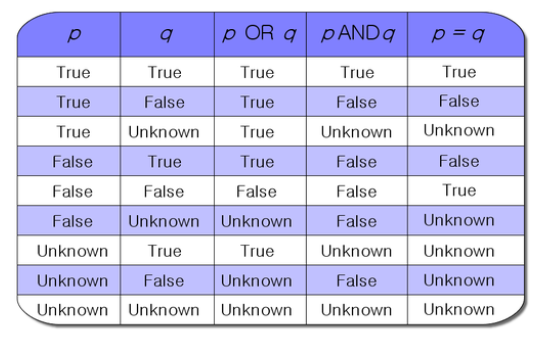 p q p OR q p AND q p = q
True True True True True
True False True False False
True Unknown True Unknown Unknown
False True True False False
False False False False True
False Unknown Unknown False Unknown
Unknown True True Unknown Unknown
Unknown False Unknown False Unknown
Unknown Unknown Unknown Unknown Unknown